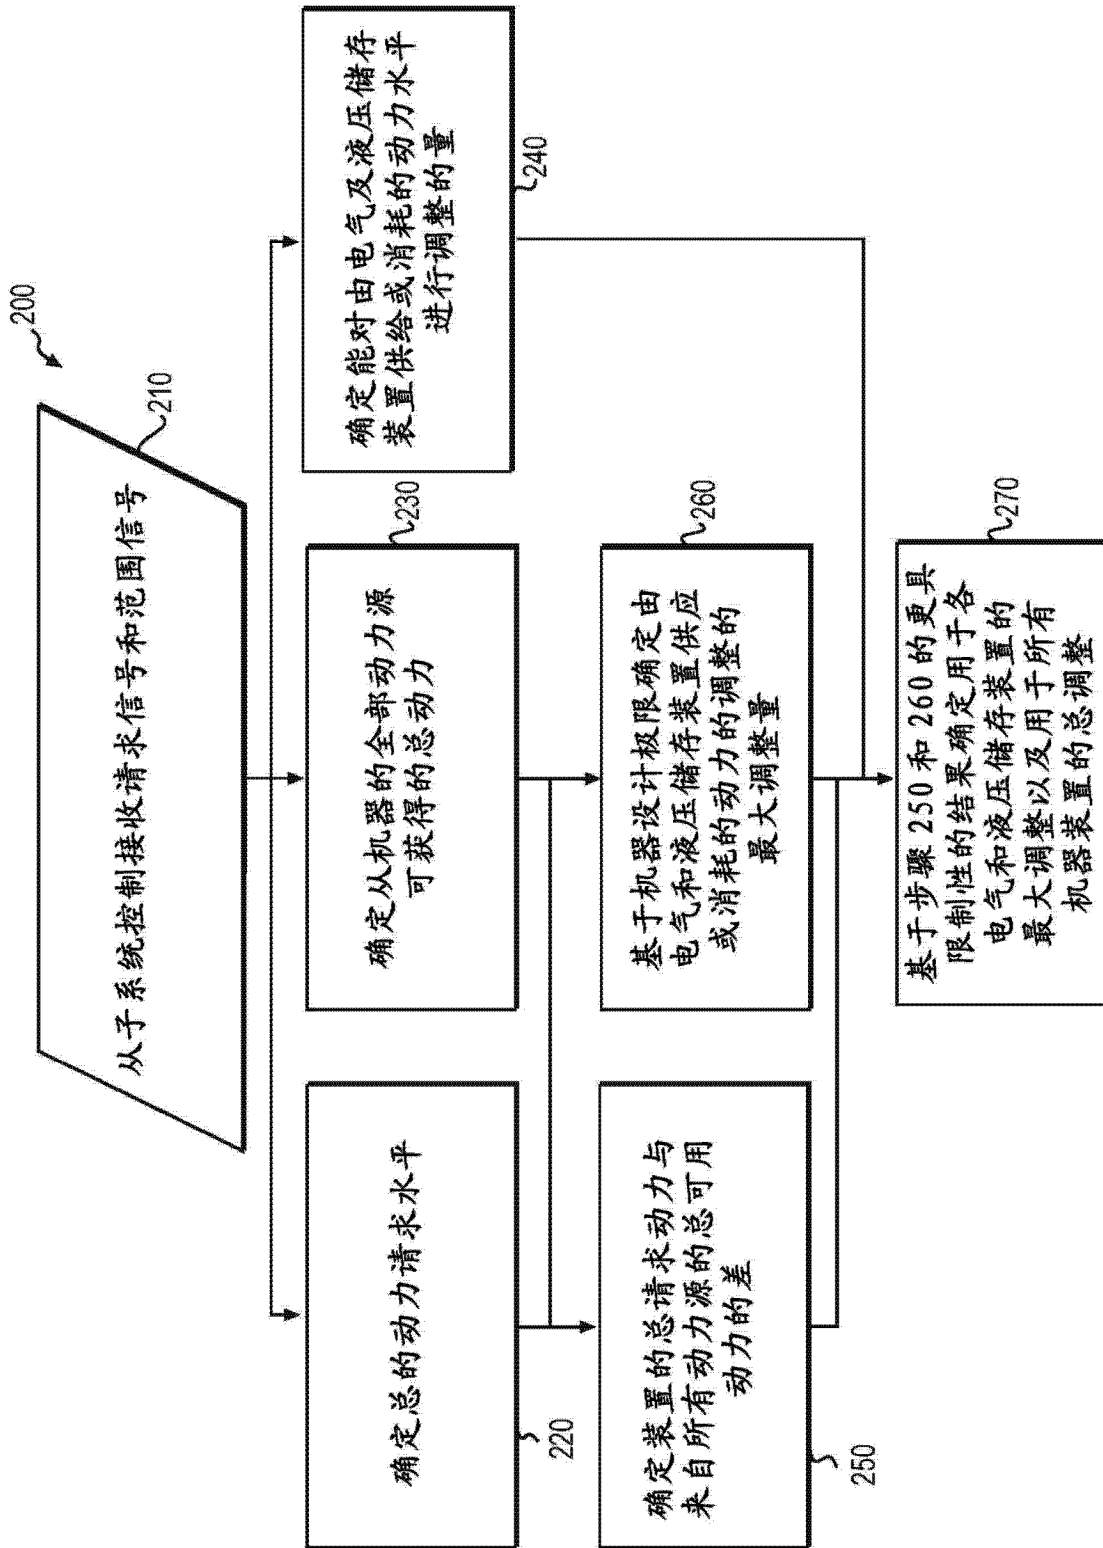 200
从子系统控制接收请求信号和范围信号
210
确定总的动力请求水平
220
确定从机器的全部动力源
可获得的总动力
230
确定能对由电气及液压储存
装置供给或消耗的动力水平
进行调整的量
240
确定装置的总请求动力与
来自所有动力源的总可用
动力的差
250
基于机器设计极限确定由
电气和液压储存装置供应
或消耗的动力的调整的
最大调整量
260
基于步骤250和260的更具
限制性的结果确定用于各
电气和液压储存装置的
最大调整以及用于所有
机器装置的总调整
270